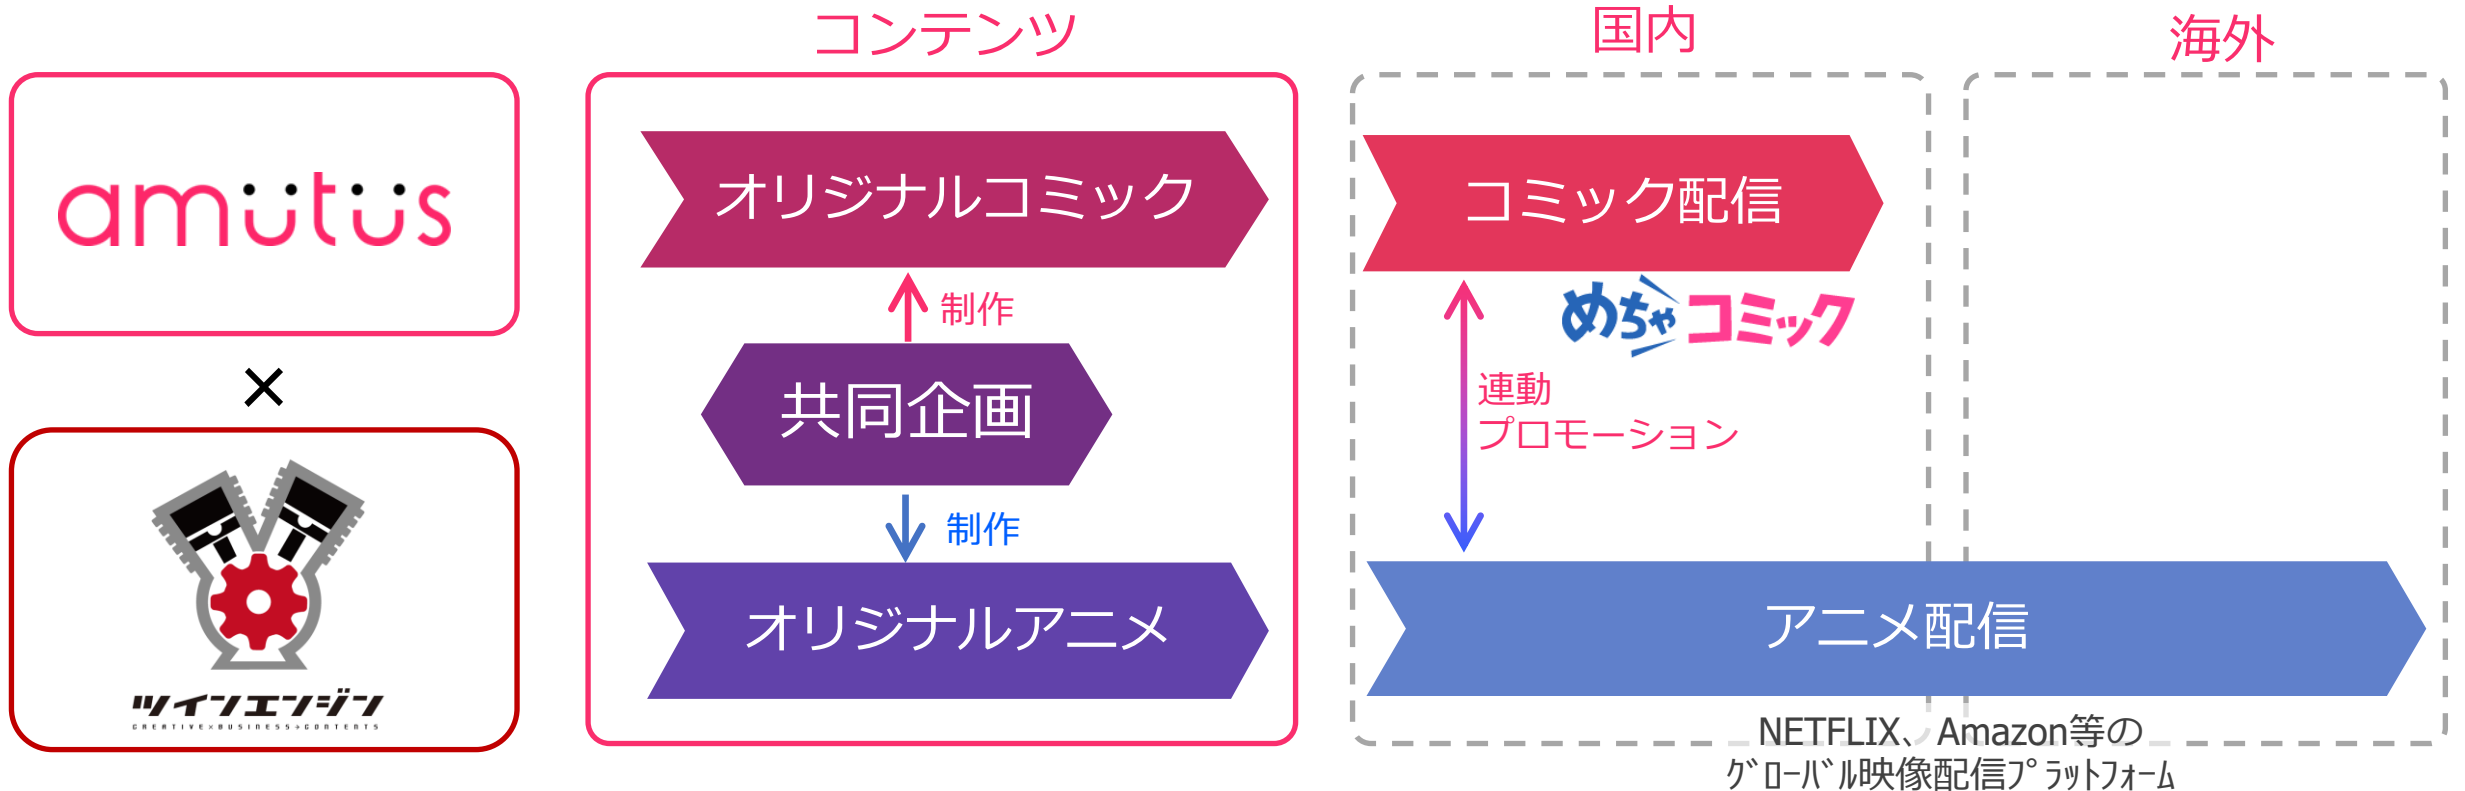 コンテンツ
国内
海外
amütüs
×
ツインエンジン
CREATIVE×BUSINESS→CONTENTS
オリジナルコミック
制作
共同企画
制作
オリジナルアニメ
コミック配信
めちゃコミック
連動
プロモーション
アニメ配信
NETFLIX、Amazon等の
グローバル映像配信プラットフォーム